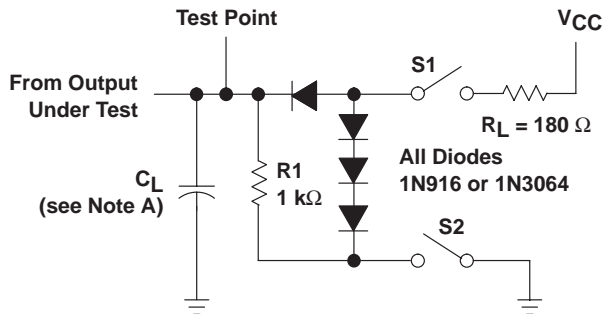 Test Point
VCC
S1
From Output
Under Test
RL = 180 Ω
R1
1 kΩ
All Diodes
1N916 or 1N3064
CL
(see Note A)
S2